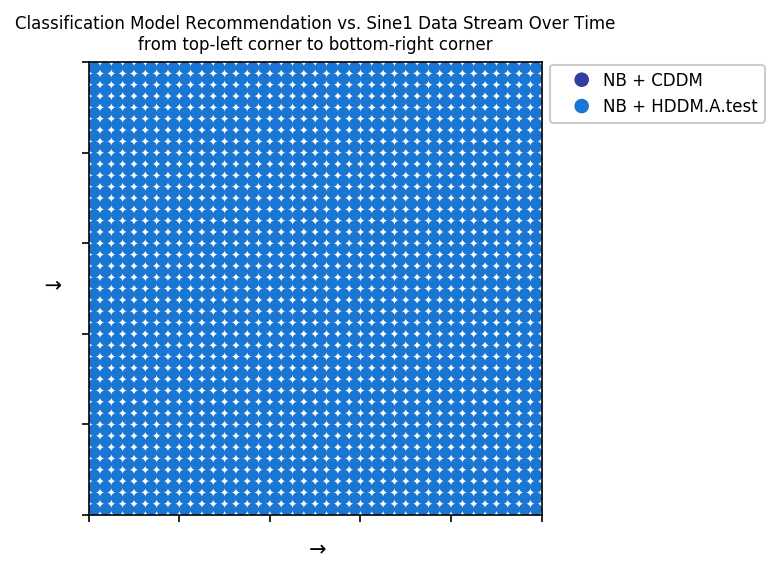 Classification Model Recommendation vs. Sine1 Data Stream Over Time
from top-left corner to bottom-right corner
NB + CDDM
NB + HDDM.A.test
→
→